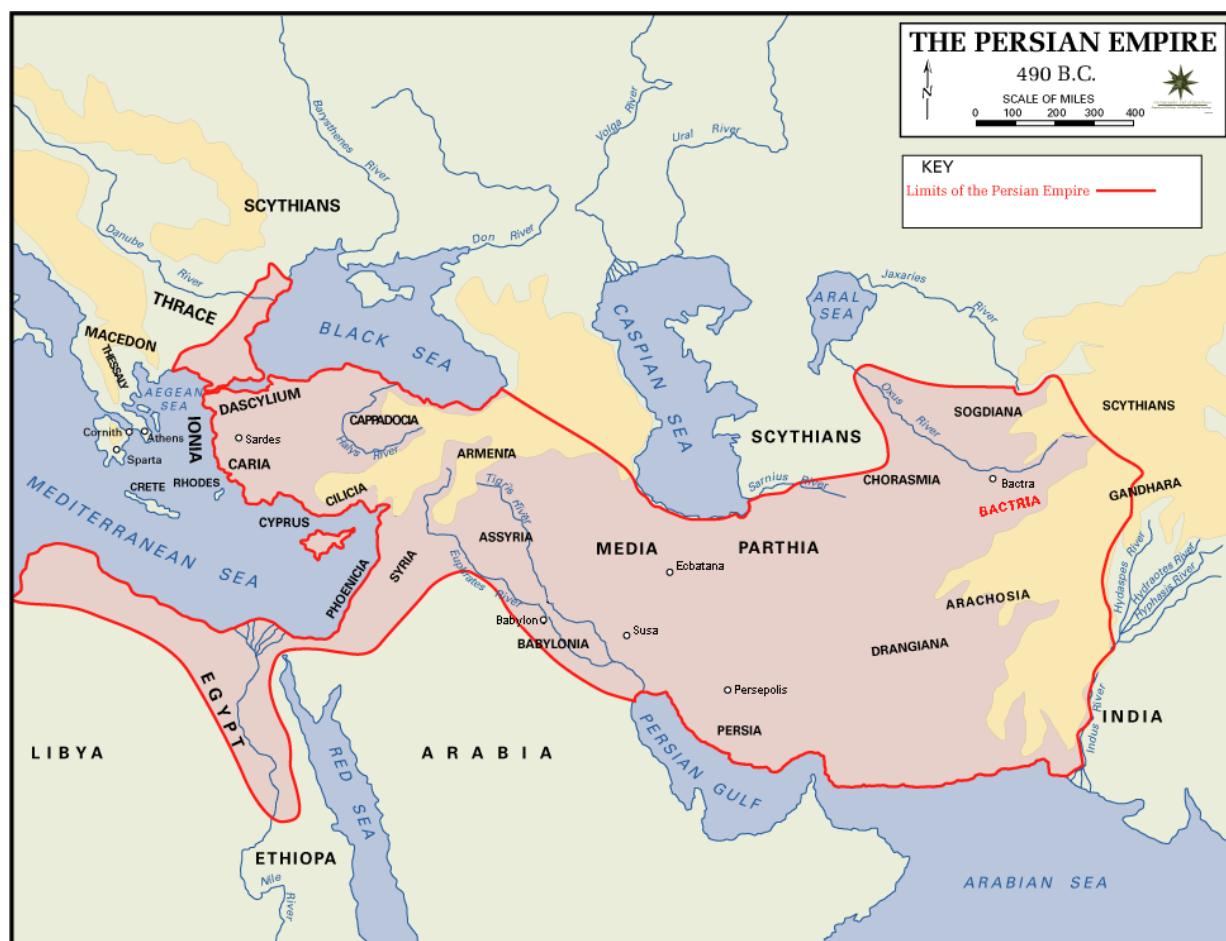 THE PERSIAN EMPIRE
490 B.C.
N
SCALE OF MILES
0 100 200 300 400
KEY
Limits of the Persian Empire
Barysthenes River
Volga River
Ural River
SCYTHIANS
Danube River
Don River
Jaxaries River
ARAL SEA
THRACE
BLACK SEA
CASPIAN SEA
MACEDON
THESSALY
AEGEAN SEA
DASCYLIUM
CAPPADOCIA
Halys River
Oxus River
SOGDIANA
SCYTHIANS
Cornith
Athens
Sparta
IONIA
Sardes
CARIA
ARMENIA
SCYTHIANS
Sarnius River
CHORASMIA
Bactra
BACTRIA
GANDHARA
CRETE
RHODES
CILICIA
Tigris River
MEDITERRANEAN SEA
CYPRUS
ASSYRIA
MEDIA
PARTHIA
Ecbatana
Hydaspes River
Hydraotes River
Hyphasis River
PHOENICIA
SYRIA
Euphrates River
Babylon
BABYLONIA
Susa
ARACHOSIA
DRANGIANA
EGYPT
Persepolis
PERSIA
Indus River
INDIA
LIBYA
RED SEA
ARABIA
PERSIAN GULF
ETHIOPA
Nile River
ARABIAN SEA